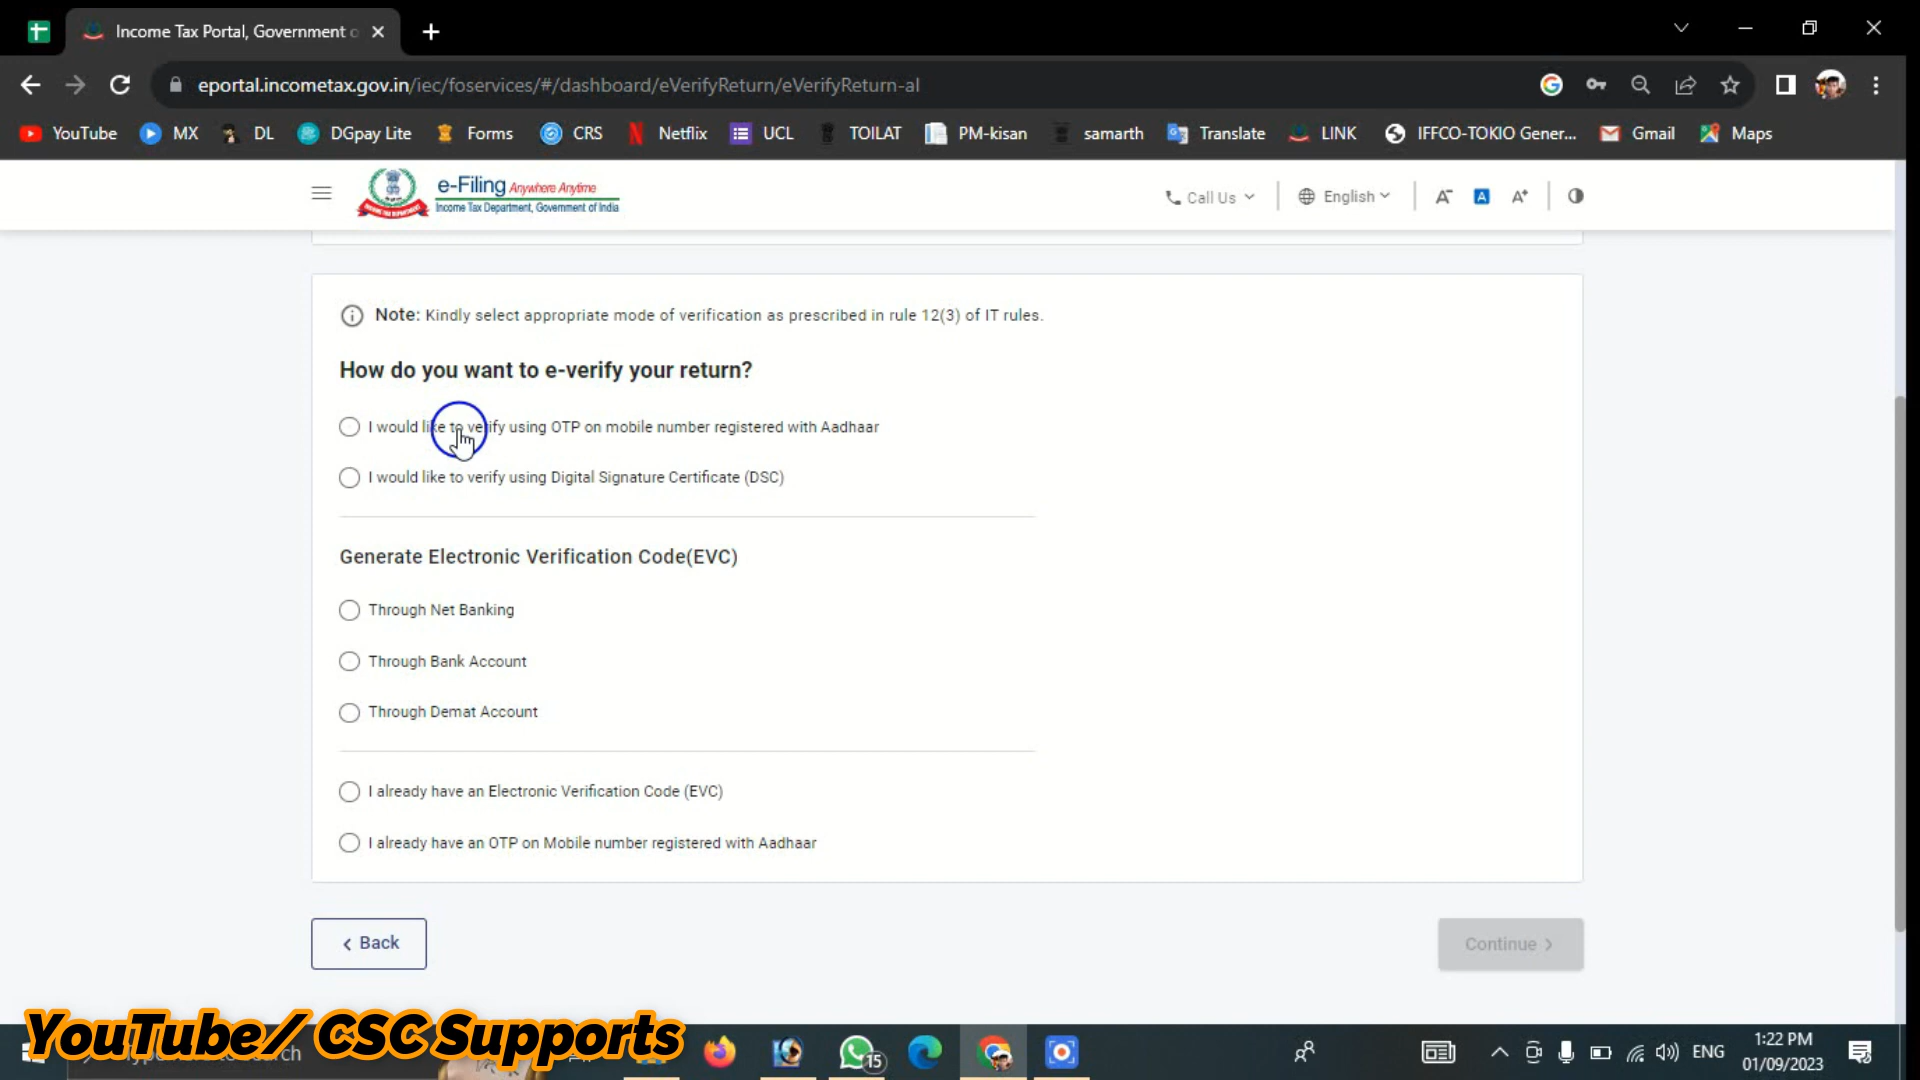 Income Tax Portal, Government o
eportal.incometax.gov.in/iec/foservices/#/dashboard/eVerifyReturn/eVerifyReturn-al
YouTube MX DL DGpay Lite Forms CRS Netflix UCL TOILAT PM-kisan samarth Translate LINK IFFCO-TOKIO Gener... Gmail Maps
e-Filing Anywhere Anytime
Income Tax Department, Government of India
Call Us English A- A A+
Note: Kindly select appropriate mode of verification as prescribed in rule 12(3) of IT rules.
How do you want to e-verify your return?
I would like to verify using OTP on mobile number registered with Aadhaar
I would like to verify using Digital Signature Certificate (DSC)
Generate Electronic Verification Code(EVC)
Through Net Banking
Through Bank Account
Through Demat Account
I already have an Electronic Verification Code (EVC)
I already have an OTP on Mobile number registered with Aadhaar
< Back
Continue >
YouTube/ CSC Supports
15
ENG
1:22 PM
01/09/2023